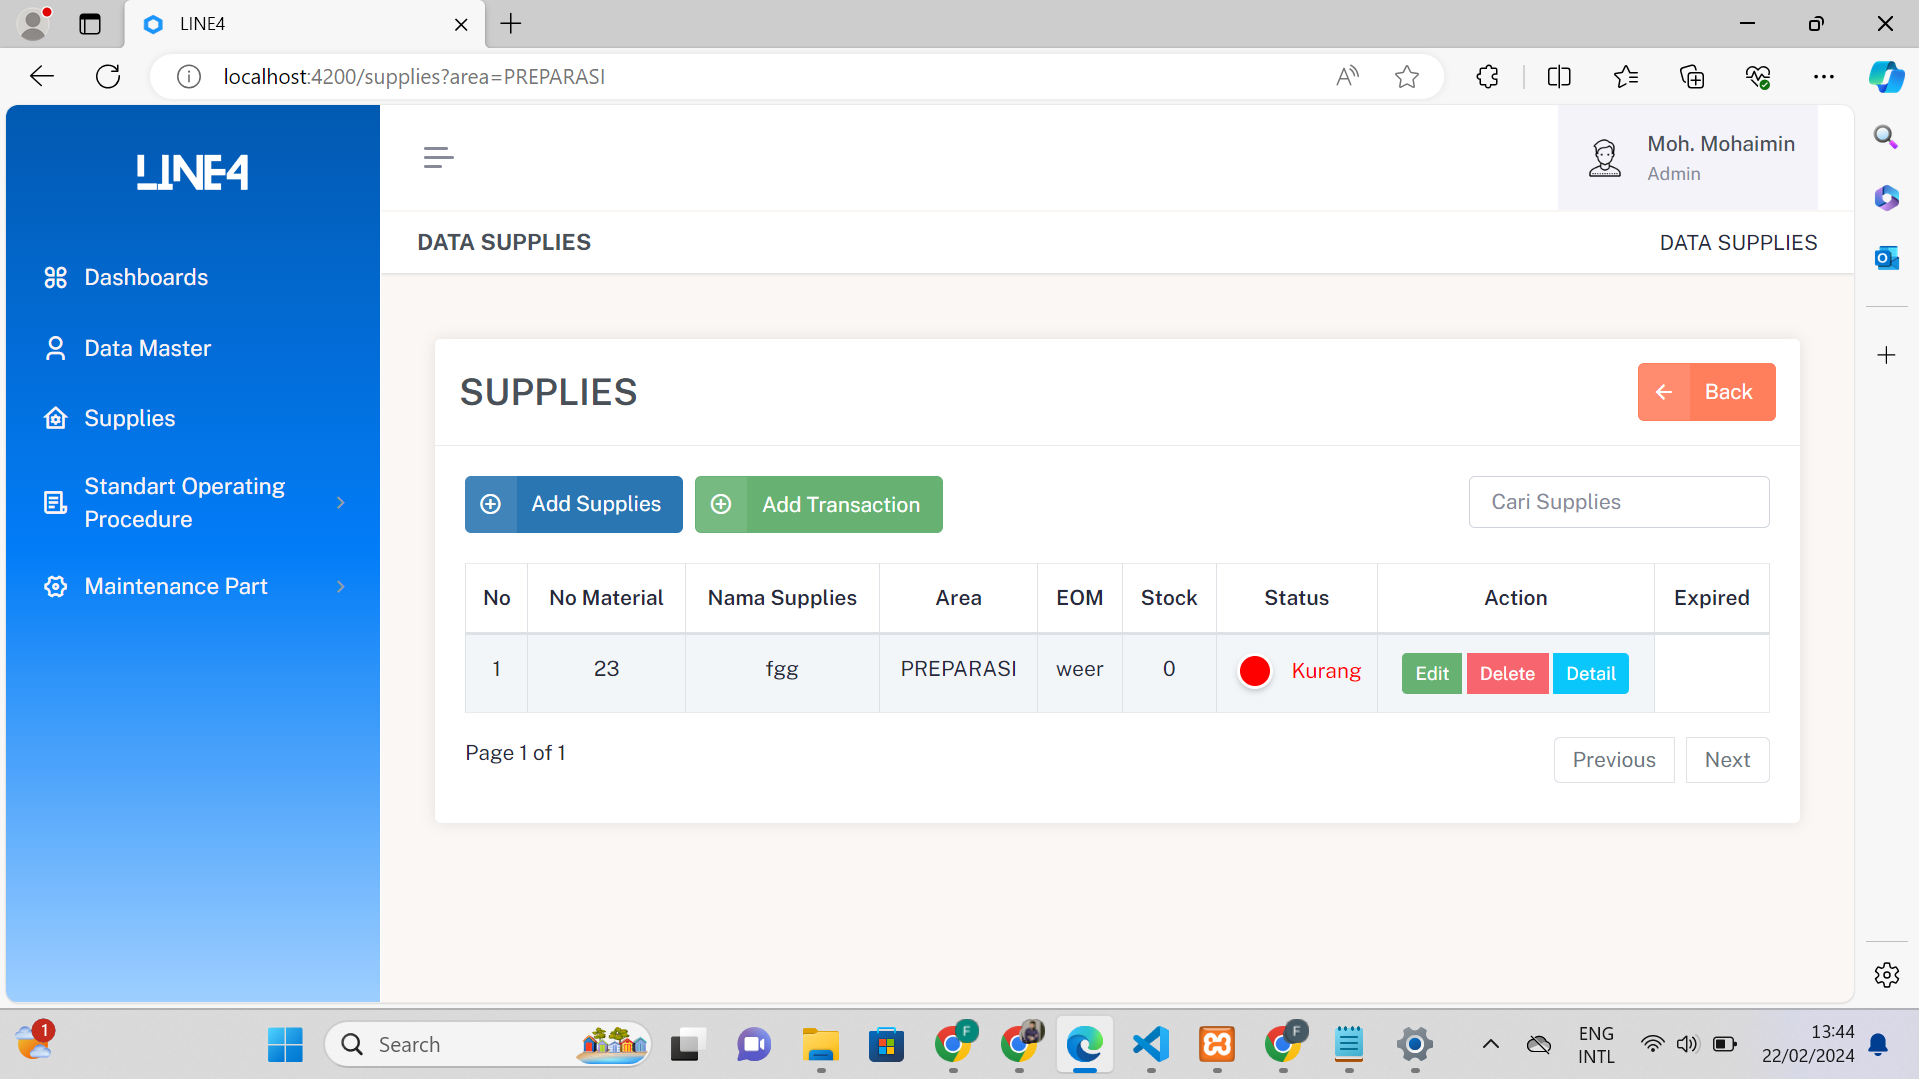 LINE4
localhost:4200/supplies?area=PREPARASI
LINE4
Moh. Mohaimin
Admin
DATA SUPPLIES
DATA SUPPLIES
Dashboards
Data Master
Supplies
Standart Operating
Procedure
Maintenance Part
SUPPLIES
Back
Add Supplies
Add Transaction
Cari Supplies
No No Material Nama Supplies Area EOM Stock Status Action Expired
1 23 fgg PREPARASI weer 0 Kurang Edit Delete Detail
Page 1 of 1
Previous Next
1
Search
F
F
ENG
INTL
13:44
22/02/2024